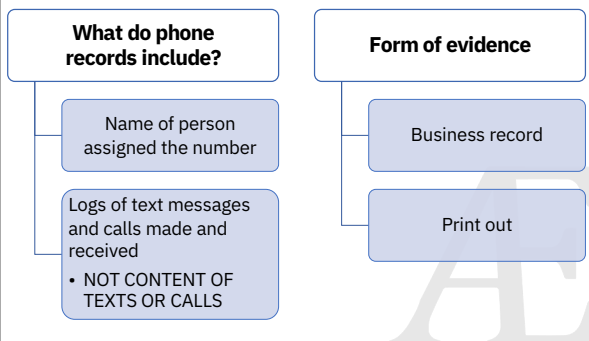 What do phone
records include?
Name of person
assigned the number
Logs of text messages
and calls made and
received
• NOT CONTENT OF
TEXTS OR CALLS
Form of evidence
Business record
Print out
Æ